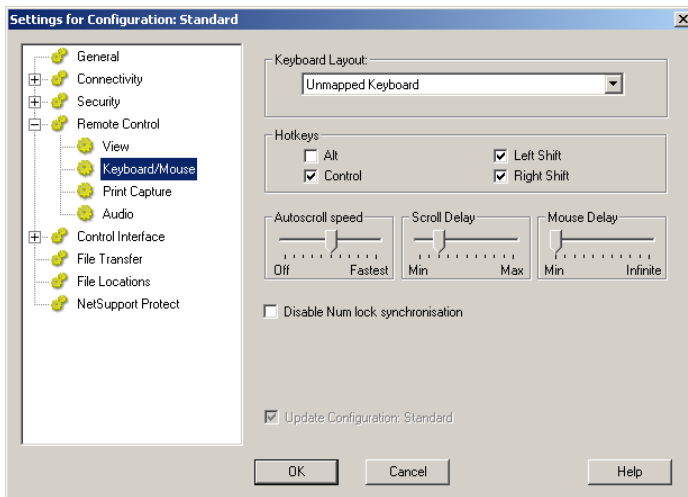 Settings for Configuration: Standard
General
Connectivity
Security
Remote Control
View
Keyboard/Mouse
Print Capture
Audio
Control Interface
File Transfer
File Locations
NetSupport Protect
Keyboard Layout:
Unmapped Keyboard
Hotkeys
Alt
Left Shift
Control
Right Shift
Autoscroll speed
Off Fastest
Scroll Delay
Min Max
Mouse Delay
Min Infinite
Disable Num lock synchronisation
Update Configuration: Standard
OK Cancel Help